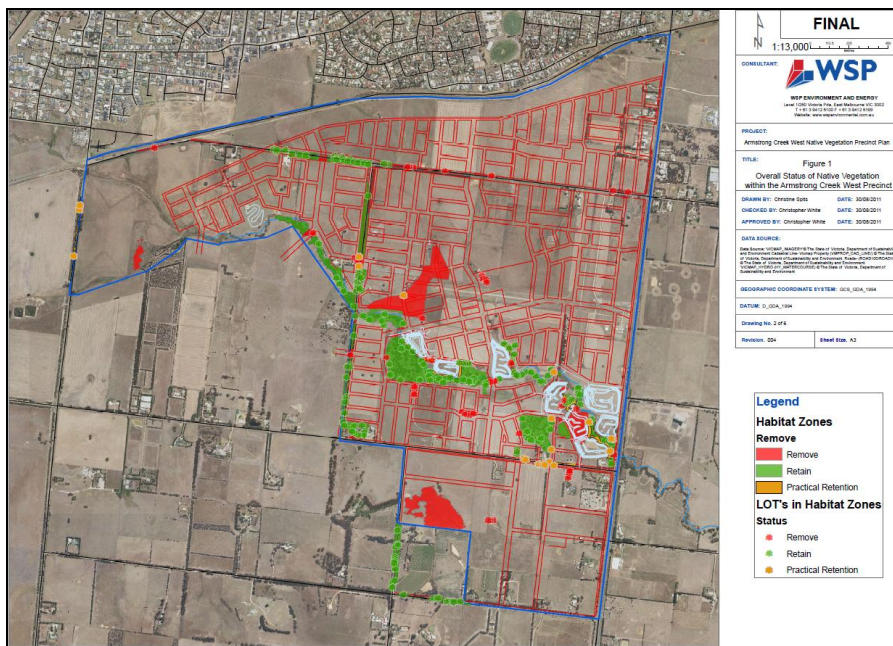 FINAL
N
1:13,000
CONSULTANT:
WSP
WSP ENVIRONMENT AND ENERGY
PROJECT:
Armstrong Creek West Native Vegetation Precinct Plan
TITLE:
Figure 1
Overall Status of Native Vegetation
within the Armstrong Creek West Precinct
DRAWN BY: Christine Spits DATE: 30/08/2011
CHECKED BY: Christopher White DATE: 30/08/2011
APPROVED BY: Christopher White DATE: 30/08/2011
DATA SOURCE:
GEOGRAPHIC COORDINATE SYSTEM: GCS_GDA_1994
DATUM: D_GDA_1994
Drawing No. 2 of 6
Revision. 004 Sheet Size. A3
Legend
Habitat Zones
Remove
Remove
Retain
Practical Retention
LOT's in Habitat Zones
Status
Remove
Retain
Practical Retention